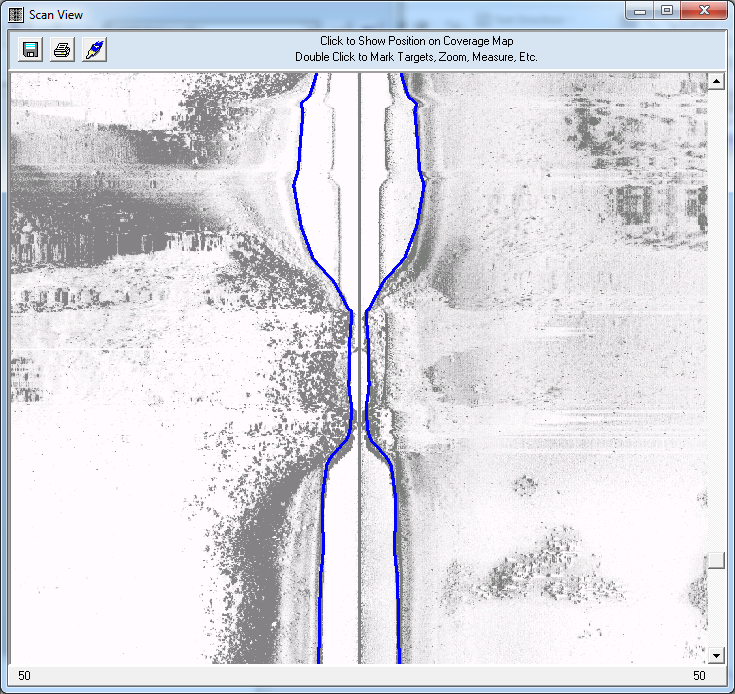 Scan View
Click to Show Position on Coverage Map
Double Click to Mark Targets, Zoom, Measure, Etc.
50 50